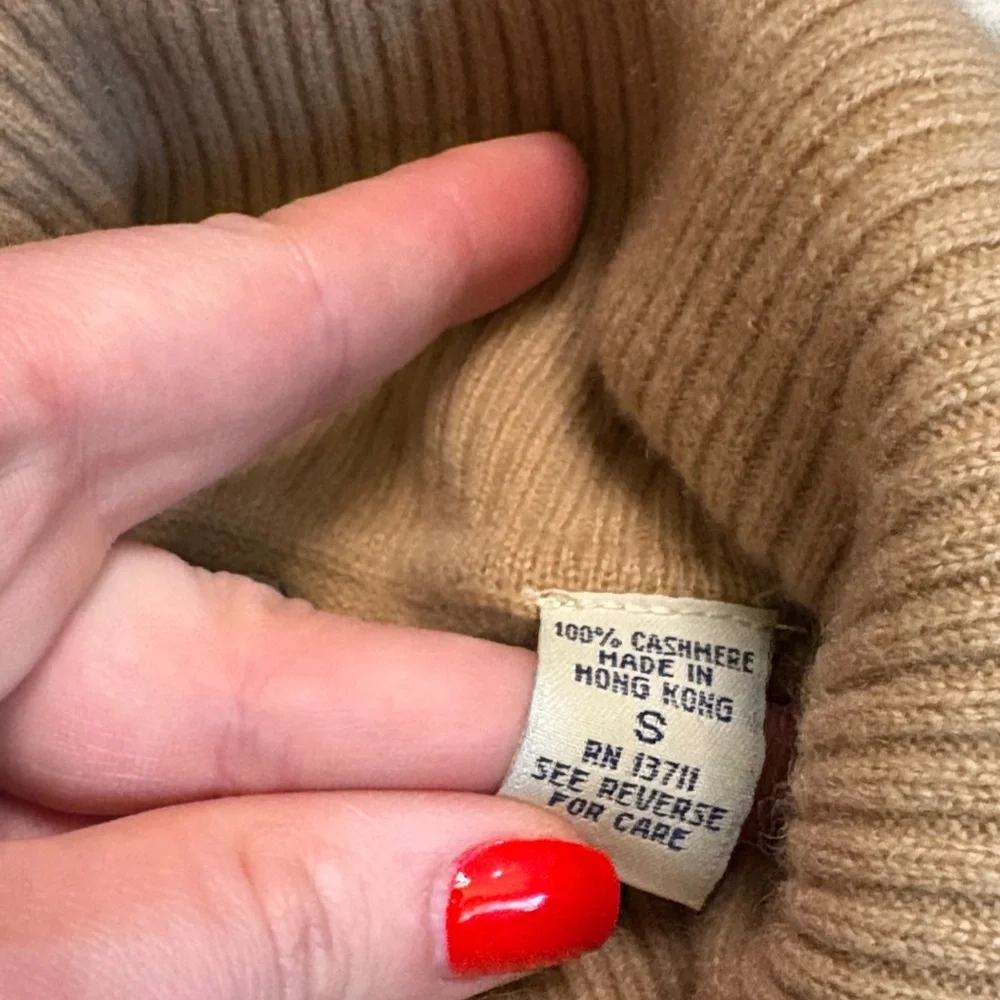 100% CASHMERE
MADE IN
HONG KONG
S
RN 13711
SEE REVERSE
FOR CARE